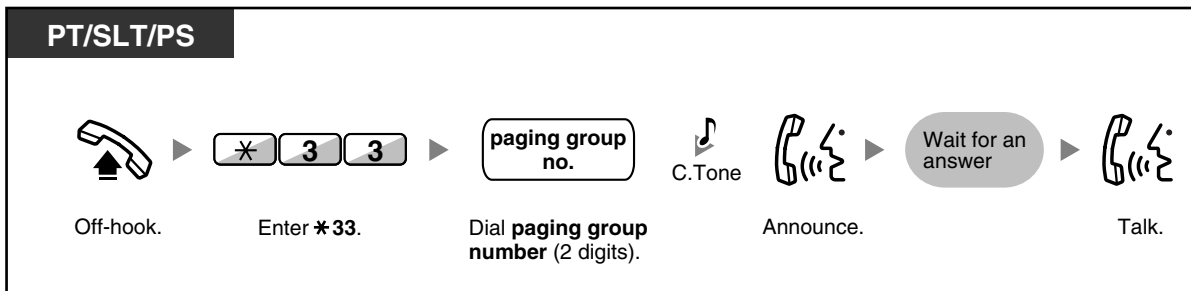 PT/SLT/PS
✳ 3 3
paging group
no.
C.Tone
Wait for an
answer
Off-hook.
Enter ✳33.
Dial paging group
number (2 digits).
Announce.
Talk.